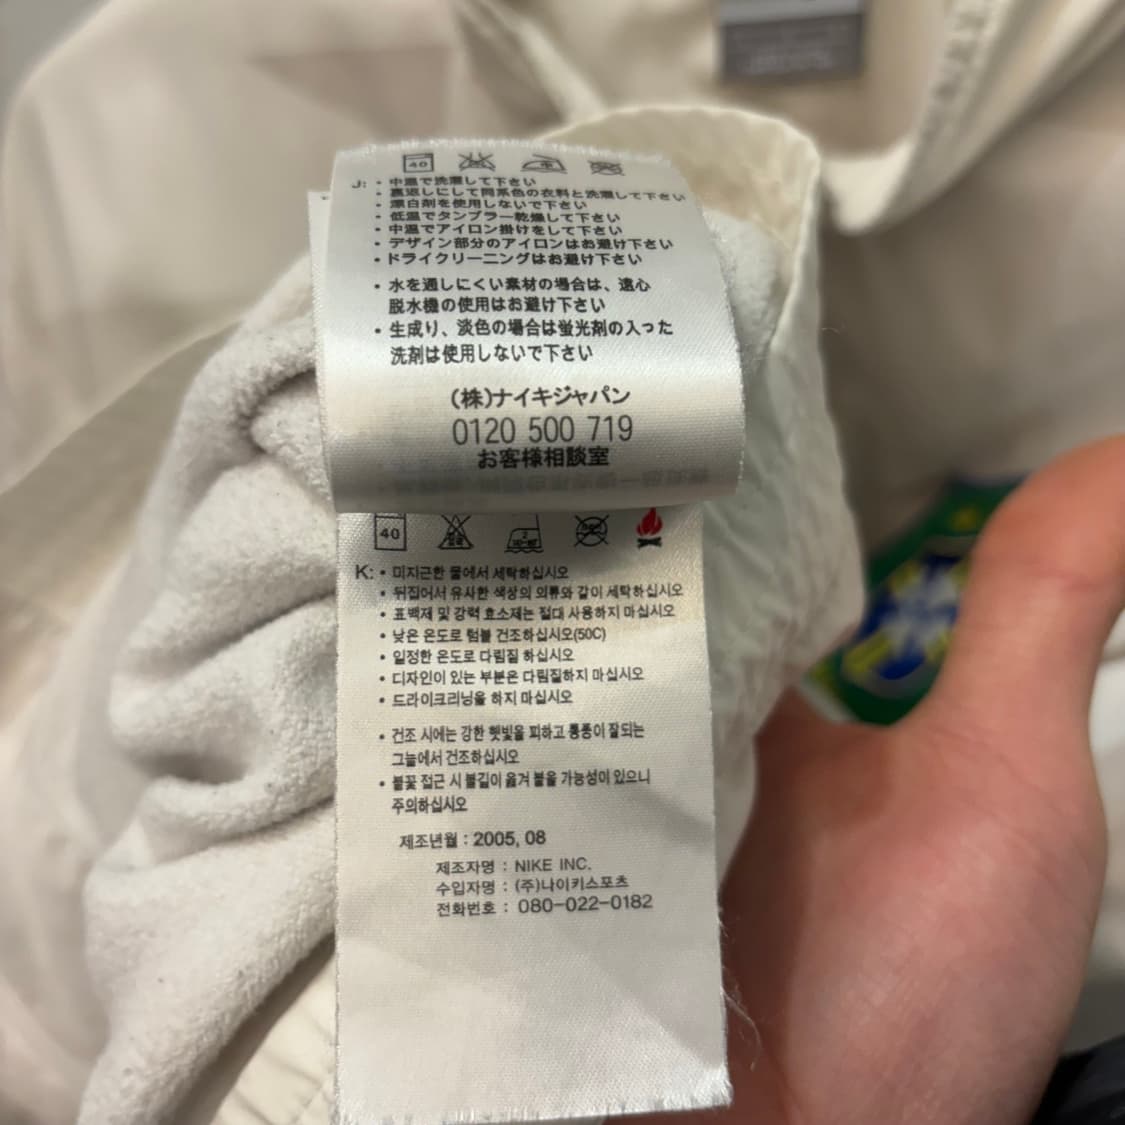 40
J: • 中温で洗濯して下さい
• 裏返しにして同系色の衣料と洗濯して下さい
• 漂白剤を使用しないで下さい
• 低温でタンブラー乾燥して下さい
• 中温でアイロン掛けをして下さい
• デザイン部分のアイロンはお避け下さい
• ドライクリーニングはお避け下さい
• 水を通しにくい素材の場合は、遠心
脱水機の使用はお避け下さい
• 生成り、淡色の場合は蛍光剤の入った
洗剤は使用しないで下さい
(株)ナイキジャパン
0120 500 719
お客様相談室
40
K: • 미지근한 물에서 세탁하십시오
• 뒤집어서 유사한 색상의 의류와 같이 세탁하십시오
• 표백제 및 강력 효소제는 절대 사용하지 마십시오
• 낮은 온도로 텀블 건조하십시오(50C)
• 일정한 온도로 다림질 하십시오
• 디자인이 있는 부분은 다림질하지 마십시오
• 드라이크리닝을 하지 마십시오
• 건조 시에는 강한 햇빛을 피하고 통풍이 잘되는
그늘에서 건조하십시오
• 불꽃 접근 시 불길이 옮겨 붙을 가능성이 있으니
주의하십시오
제조년월 : 2005, 08
제조자명 : NIKE INC.
수입자명 : (주)나이키스포츠
전화번호 : 080-022-0182